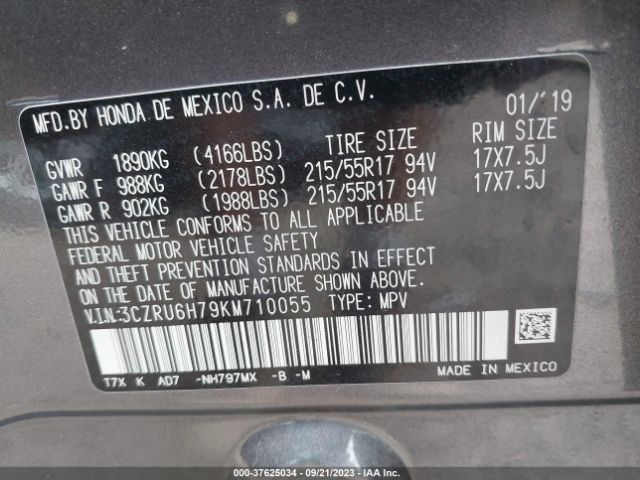 MFD.BY HONDA DE MEXICO S.A. DE C.V. 01/'19
TIRE SIZE RIM SIZE
GVWR 1890KG (4166LBS)
GAWR F 988KG (2178LBS) 215/55R17 94V 17X7.5J
GAWR R 902KG (1988LBS) 215/55R17 94V 17X7.5J
THIS VEHICLE CONFORMS TO ALL APPLICABLE
FEDERAL MOTOR VEHICLE SAFETY
AND THEFT PREVENTION STANDARDS IN EFFECT
ON THE DATE OF MANUFACTURE SHOWN ABOVE.
V.I.N:3CZRU6H79KM710055 TYPE: MPV
T7X K AD7 -NH797MX -B -M
MADE IN MEXICO
000-37625034 - 09/21/2023 - IAA Inc.